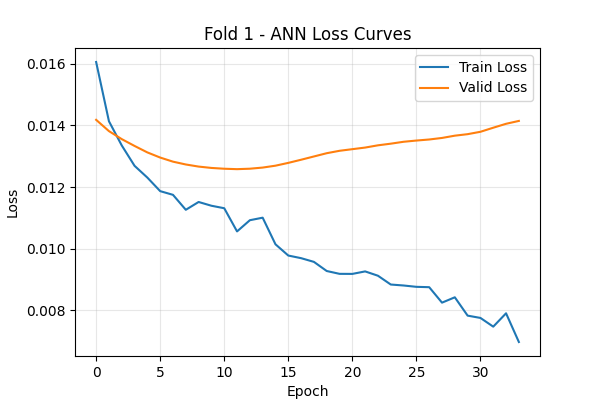 Fold 1 - ANN Loss Curves
Train Loss
Valid Loss
0.016
0.014
0.012
0.010
0.008
Loss
0 5 10 15 20 25 30
Epoch